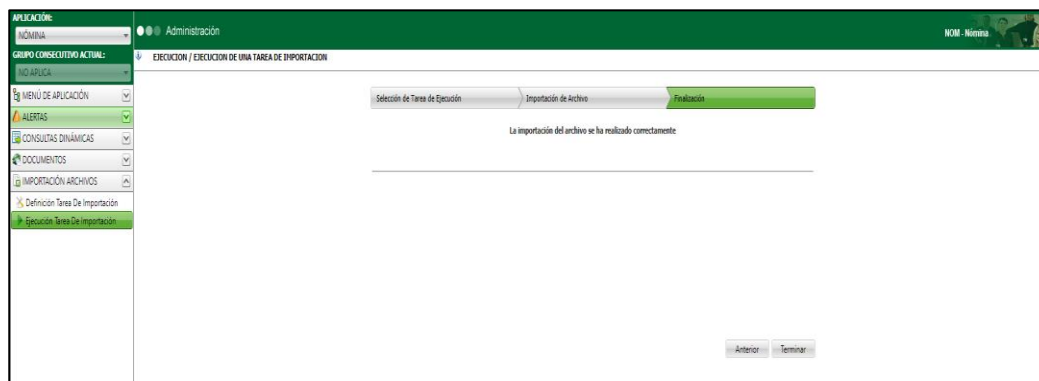 APLICACIÓN:
NÓMINA
GRUPO CONSECUTIVO ACTUAL:
NO APLICA
MENÚ DE APLICACIÓN
ALERTAS
CONSULTAS DINÁMICAS
DOCUMENTOS
IMPORTACIÓN ARCHIVOS
Definición Tarea De Importación
Ejecución Tarea De Importación
Administración
NOM - Nómina
EJECUCION / EJECUCION DE UNA TAREA DE IMPORTACION
Selección de Tarea de Ejecución
Importación de Archivo
Finalización
La importación del archivo se ha realizado correctamente
Anterior
Terminar